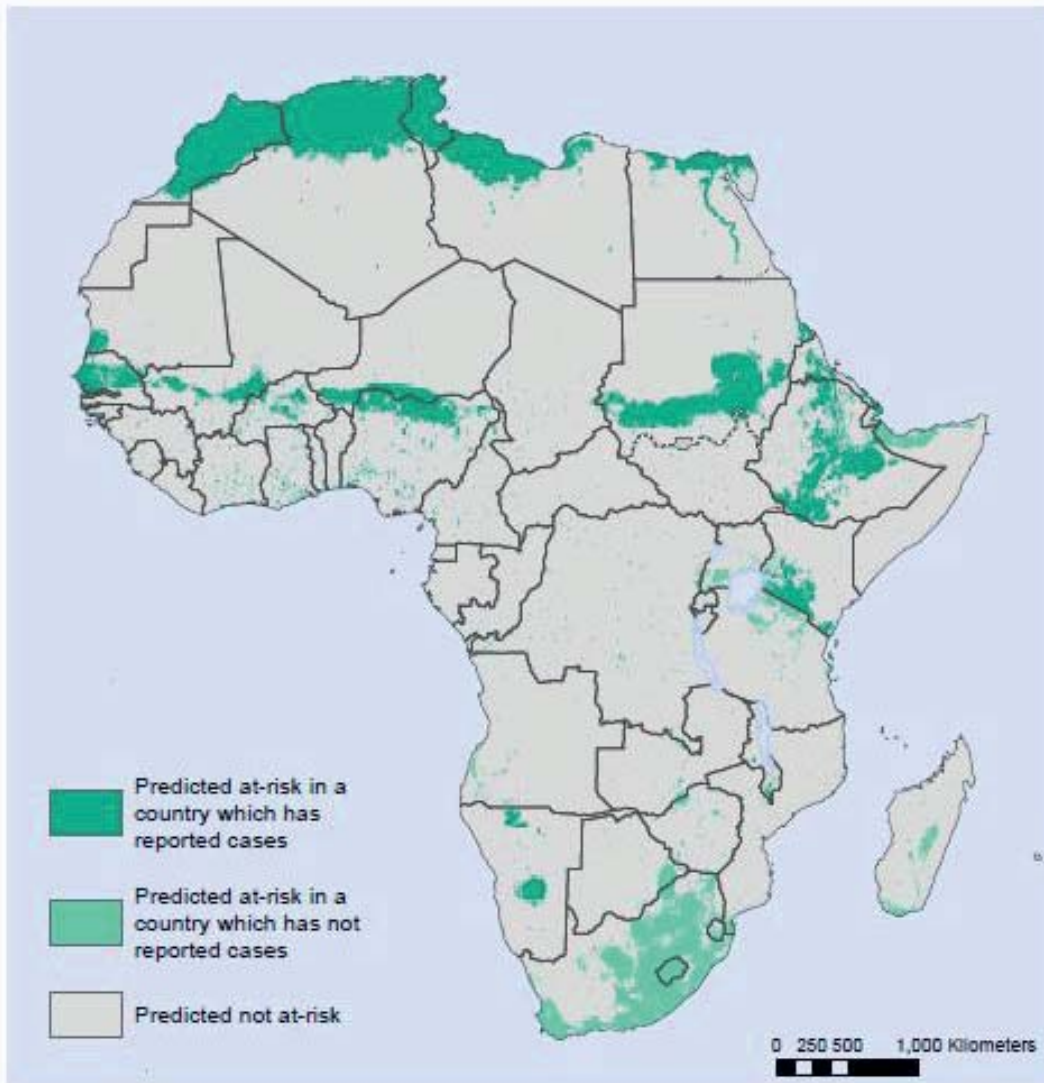 Predicted at-risk in a
country which has
reported cases
Predicted at-risk in a
country which has not
reported cases
Predicted not at-risk
0 250 500 1,000 Kilometers